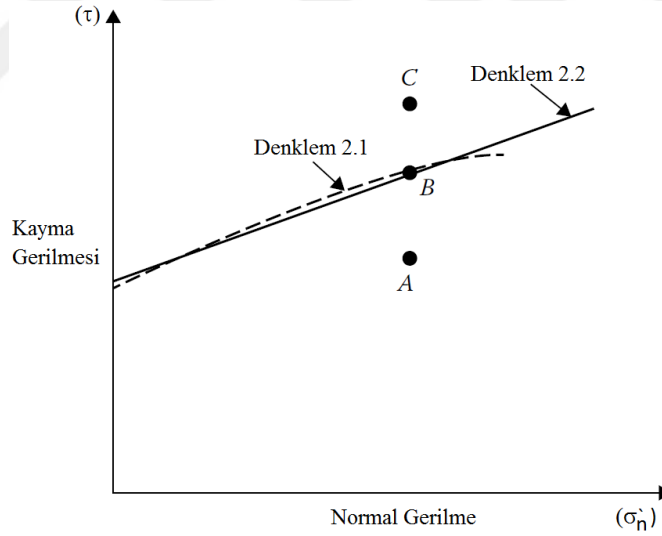 (τ)
C
Denklem 2.2
Denklem 2.1
B
Kayma
Gerilmesi
A
Normal Gerilme
(σ̀n)